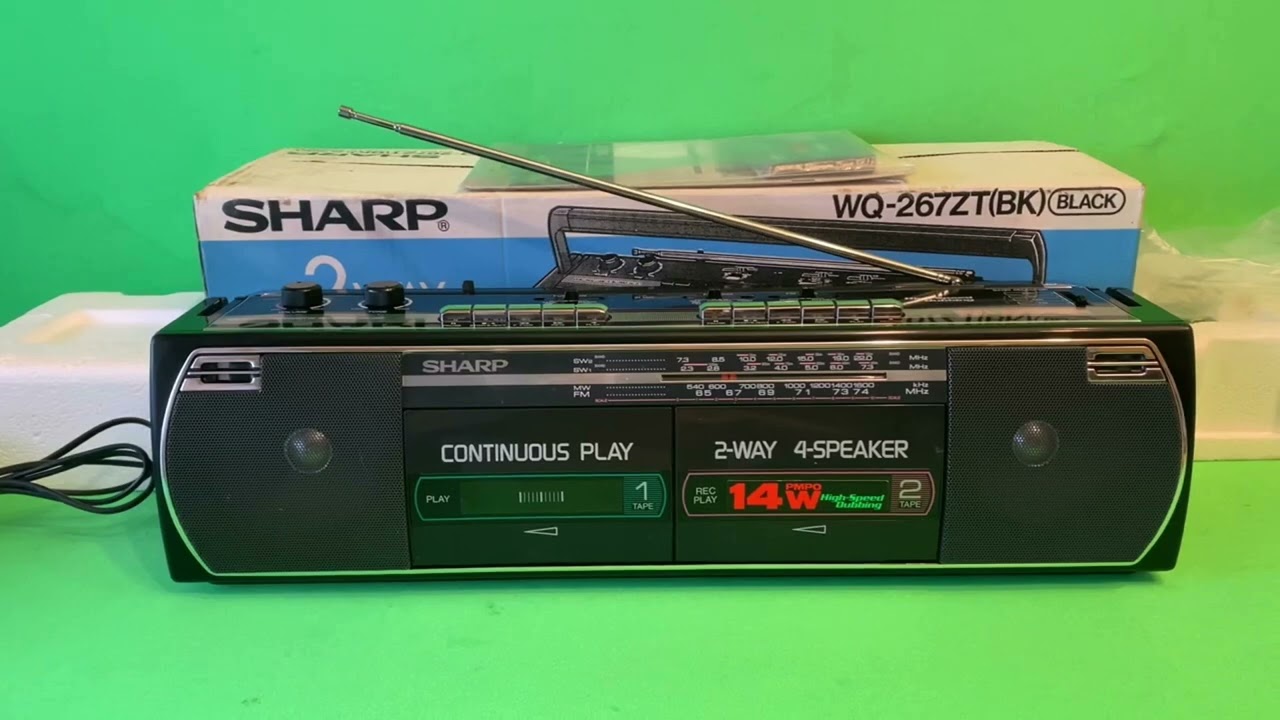 SHARP®
WQ-267ZT(BK) BLACK
2
WAY
SHARP
SW2 7.3 8.5 10.0 12.0 15.0 19.0 22.0 MHz
SW1 2.3 2.8 3.2 4.0 5.0 6.0 7.3 MHz
MW 540 600 700 800 1000 1200 1400 1600 kHz
FM 65 67 69 71 73 74 MHz
CONTINUOUS PLAY
PLAY
1
TAPE
2-WAY 4-SPEAKER
REC
PLAY
14W
PMPO
High-Speed
Dubbing
2
TAPE